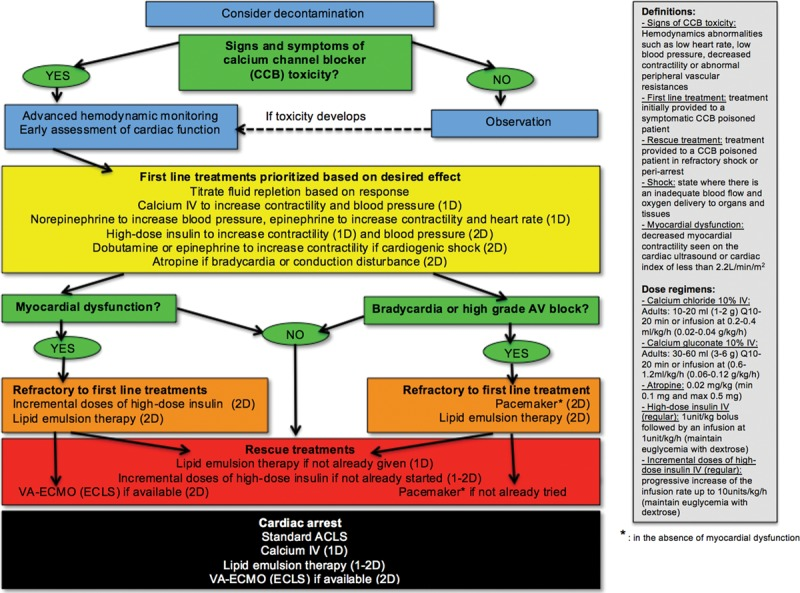 Consider decontamination
Signs and symptoms of
calcium channel blocker
(CCB) toxicity?
YES
NO
Advanced hemodynamic monitoring
Early assessment of cardiac function
If toxicity develops
Observation
First line treatments prioritized based on desired effect
Titrate fluid repletion based on response
Calcium IV to increase contractility and blood pressure (1D)
Norepinephrine to increase blood pressure, epinephrine to increase contractility and heart rate (1D)
High-dose insulin to increase contractility (1D) and blood pressure (2D)
Dobutamine or epinephrine to increase contractility if cardiogenic shock (2D)
Atropine if bradycardia or conduction disturbance (2D)
Myocardial dysfunction?
Bradycardia or high grade AV block?
NO
YES
YES
Refractory to first line treatments
Incremental doses of high-dose insulin (2D)
Lipid emulsion therapy (2D)
Refractory to first line treatment
Pacemaker* (2D)
Lipid emulsion therapy (2D)
Rescue treatments
Lipid emulsion therapy if not already given (1D)
Incremental doses of high-dose insulin if not already started (1-2D)
VA-ECMO (ECLS) if available (2D)
Pacemaker* if not already tried
Cardiac arrest
Standard ACLS
Calcium IV (1D)
Lipid emulsion therapy (1-2D)
VA-ECMO (ECLS) if available (2D)
Definitions:
- Signs of CCB toxicity:
Hemodynamics abnormalities
such as low heart rate, low
blood pressure, decreased
contractility or abnormal
peripheral vascular
resistances
- First line treatment: treatment
initially provided to a
symptomatic CCB poisoned
patient
- Rescue treatment: treatment
provided to a CCB poisoned
patient in refractory shock or
peri-arrest
- Shock: state where there is
an inadequate blood flow and
oxygen delivery to organs and
tissues
- Myocardial dysfunction:
decreased myocardial
contractility seen on the
cardiac ultrasound or cardiac
index of less than 2.2L/min/m²
Dose regimens:
- Calcium chloride 10% IV:
Adults: 10-20 ml (1-2 g) Q10-
20 min or infusion at 0.2-0.4
ml/kg/h (0.02-0.04 g/kg/h)
- Calcium gluconate 10% IV:
Adults: 30-60 ml (3-6 g) Q10-
20 min or infusion at (0.6-
1.2ml/kg/h (0.06-0.12 g/kg/h)
- Atropine: 0.02 mg/kg (min
0.1 mg and max 0.5 mg)
- High-dose insulin IV
(regular): 1unit/kg bolus
followed by an infusion at
1unit/kg/h (maintain
euglycemia with dextrose)
- Incremental doses of high-
dose insulin IV (regular):
progressive increase of the
infusion rate up to 10units/kg/h
(maintain euglycemia with
dextrose)
* : in the absence of myocardial dysfunction